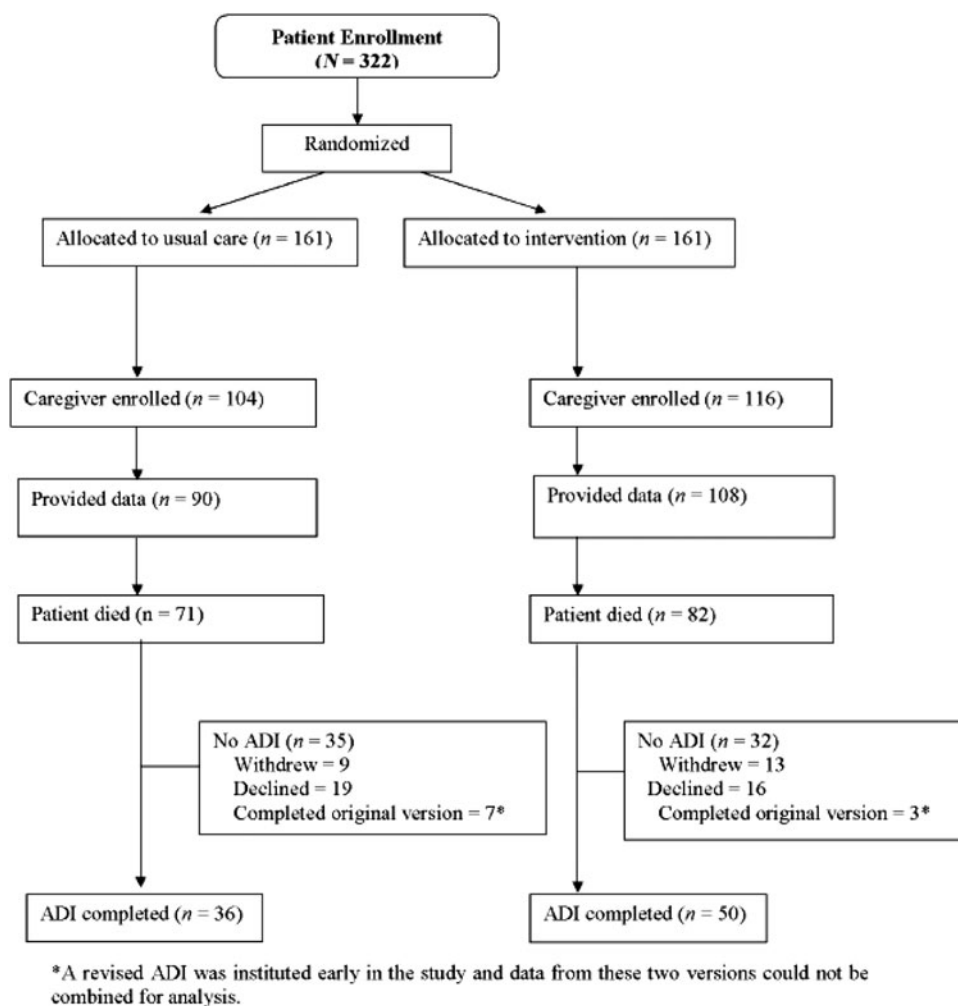 Patient Enrollment
(N = 322)
Randomized
Allocated to usual care (n = 161)
Allocated to intervention (n = 161)
Caregiver enrolled (n = 104)
Caregiver enrolled (n = 116)
Provided data (n = 90)
Provided data (n = 108)
Patient died (n = 71)
Patient died (n = 82)
No ADI (n = 35)
Withdrew = 9
Declined = 19
Completed original version = 7*
No ADI (n = 32)
Withdrew = 13
Declined = 16
Completed original version = 3*
ADI completed (n = 36)
ADI completed (n = 50)
*A revised ADI was instituted early in the study and data from these two versions could not be
combined for analysis.